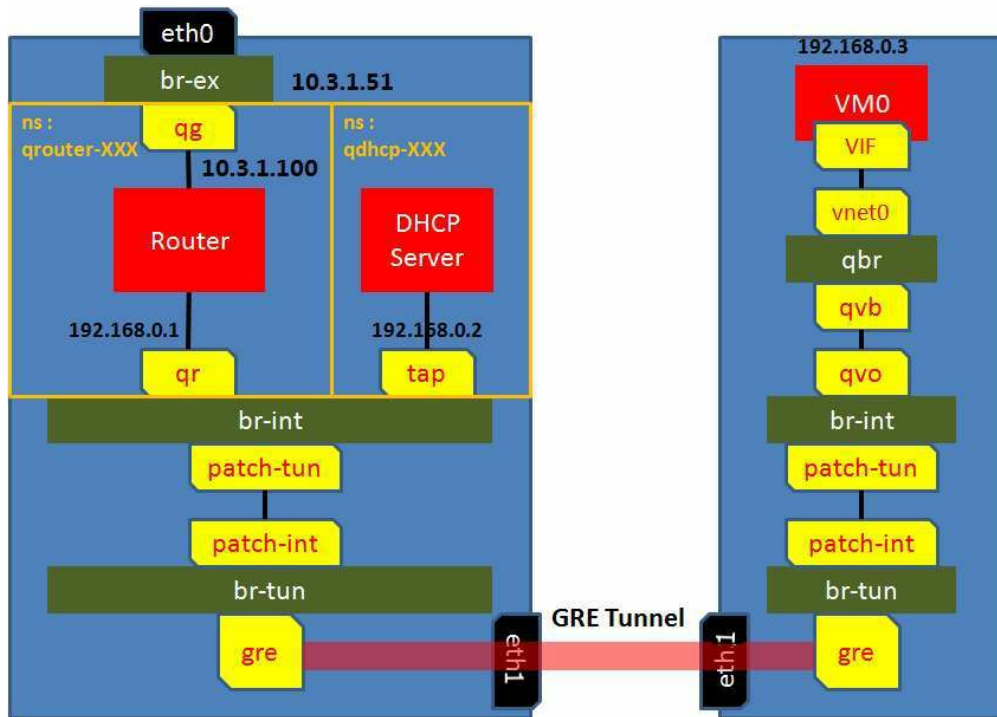 eth0
br-ex
10.3.1.51
ns :
qrouter-XXX
qg
10.3.1.100
Router
192.168.0.1
qr
ns :
qdhcp-XXX
DHCP
Server
192.168.0.2
tap
br-int
patch-tun
patch-int
br-tun
gre
eth1
GRE Tunnel
192.168.0.3
VM0
VIF
vnet0
qbr
qvb
qvo
br-int
patch-tun
patch-int
br-tun
gre
eth1